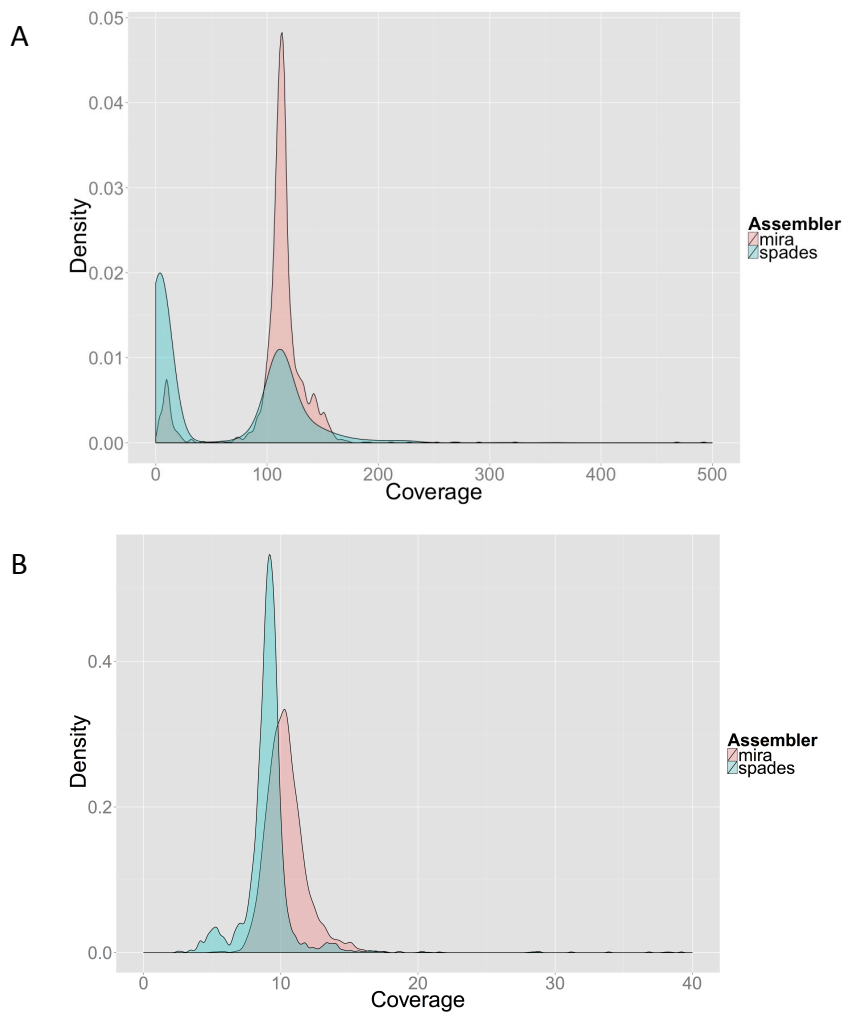 A
0.05
0.04
0.03
0.02
0.01
0.00
Density
0 100 200 300 400 500
Coverage
Assembler
mira
spades
B
0.4
0.2
0.0
Density
0 10 20 30 40
Coverage
Assembler
mira
spades